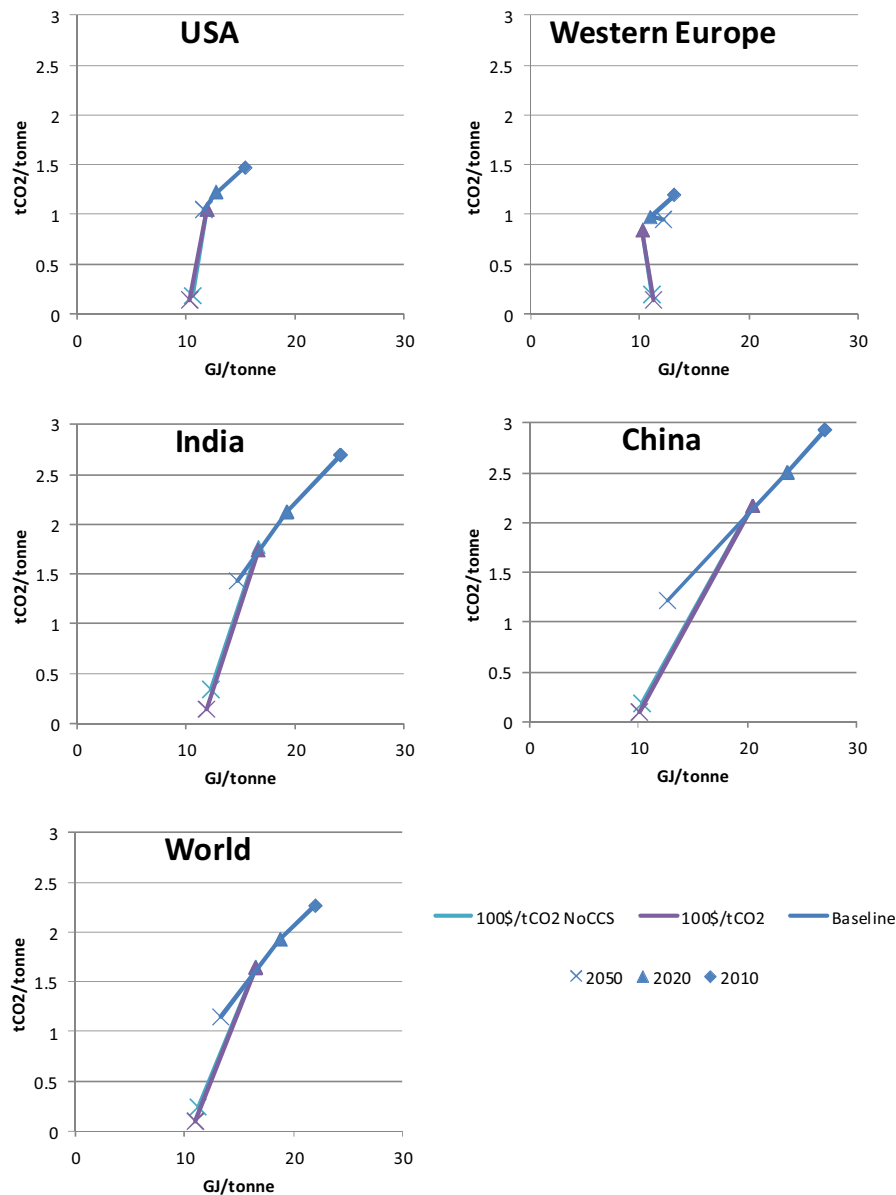 USA
3
2.5
2
1.5
1
0.5
0
tCO2/tonne
0 10 20 30
GJ/tonne
Western Europe
3
2.5
2
1.5
1
0.5
0
tCO2/tonne
0 10 20 30
GJ/tonne
India
3
2.5
2
1.5
1
0.5
0
tCO2/tonne
0 10 20 30
GJ/tonne
China
3
2.5
2
1.5
1
0.5
0
tCO2/tonne
0 10 20 30
GJ/tonne
World
3
2.5
2
1.5
1
0.5
0
tCO2/tonne
0 10 20 30
GJ/tonne
100$/tCO2 NoCCS 100$/tCO2 Baseline
2050 2020 2010